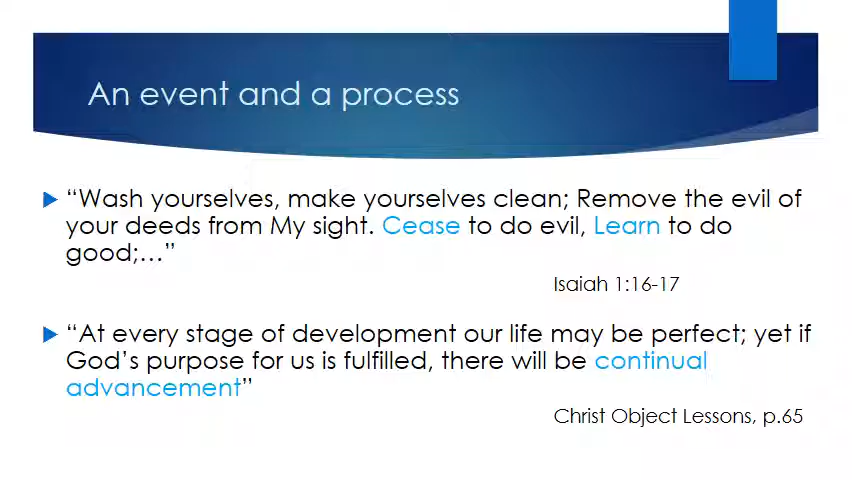 An event and a process
“Wash yourselves, make yourselves clean; Remove the evil of
your deeds from My sight. Cease to do evil, Learn to do
good;…”
Isaiah 1:16-17
“At every stage of development our life may be perfect; yet if
God’s purpose for us is fulfilled, there will be continual
advancement”
Christ Object Lessons, p.65